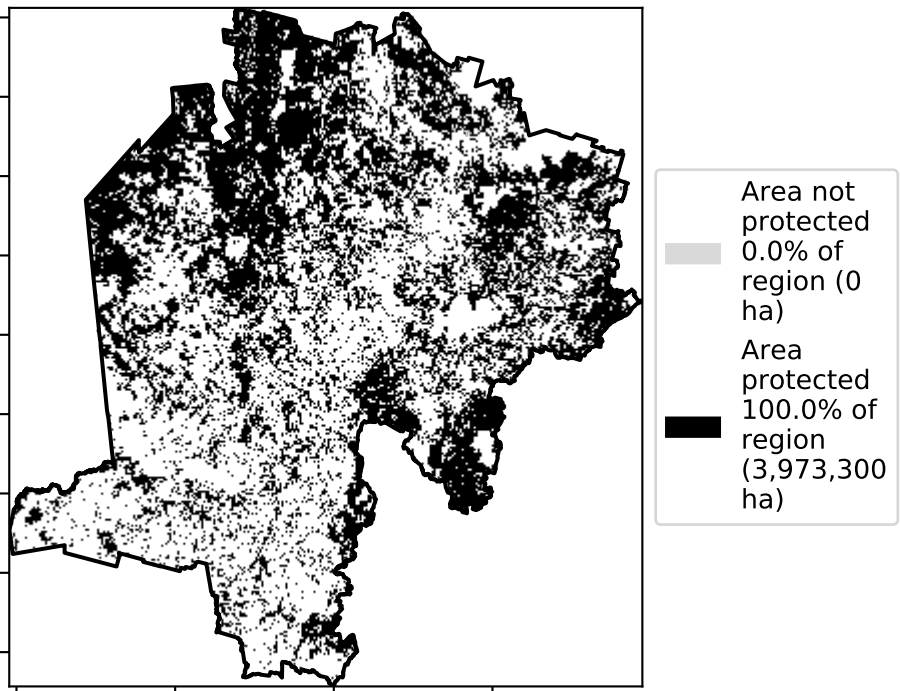 Area not
protected
0.0% of
region (0
ha)
Area
protected
100.0% of
region
(3,973,300
ha)